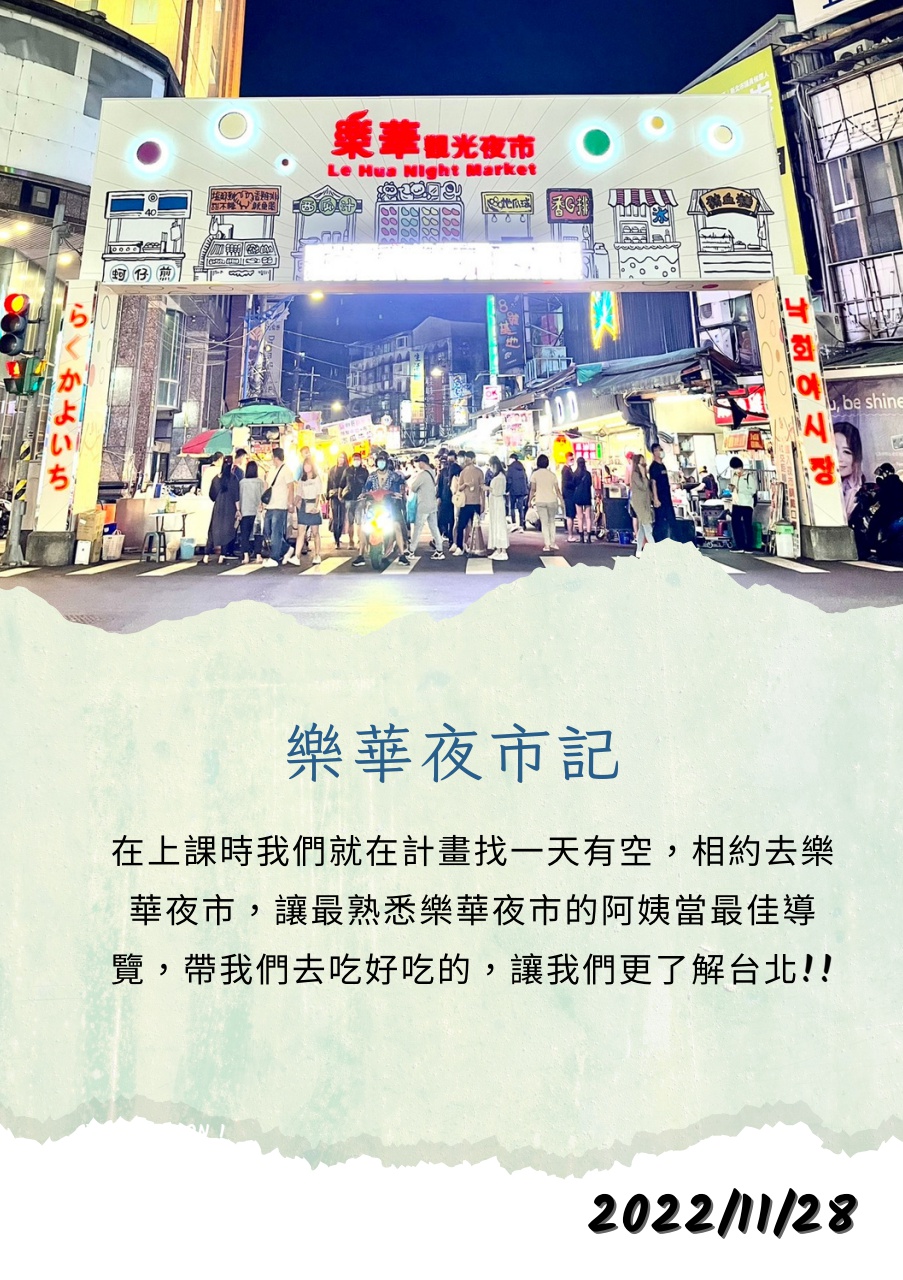 樂華觀光夜市
Le Hua Night Market
40
蚵仔煎
冰
らくかよいち
낙화야시장
be shine
樂華夜市記
在上課時我們就在計畫找一天有空，相約去樂
華夜市，讓最熟悉樂華夜市的阿姨當最佳導
覽，帶我們去吃好吃的，讓我們更了解台北!!
2022/11/28